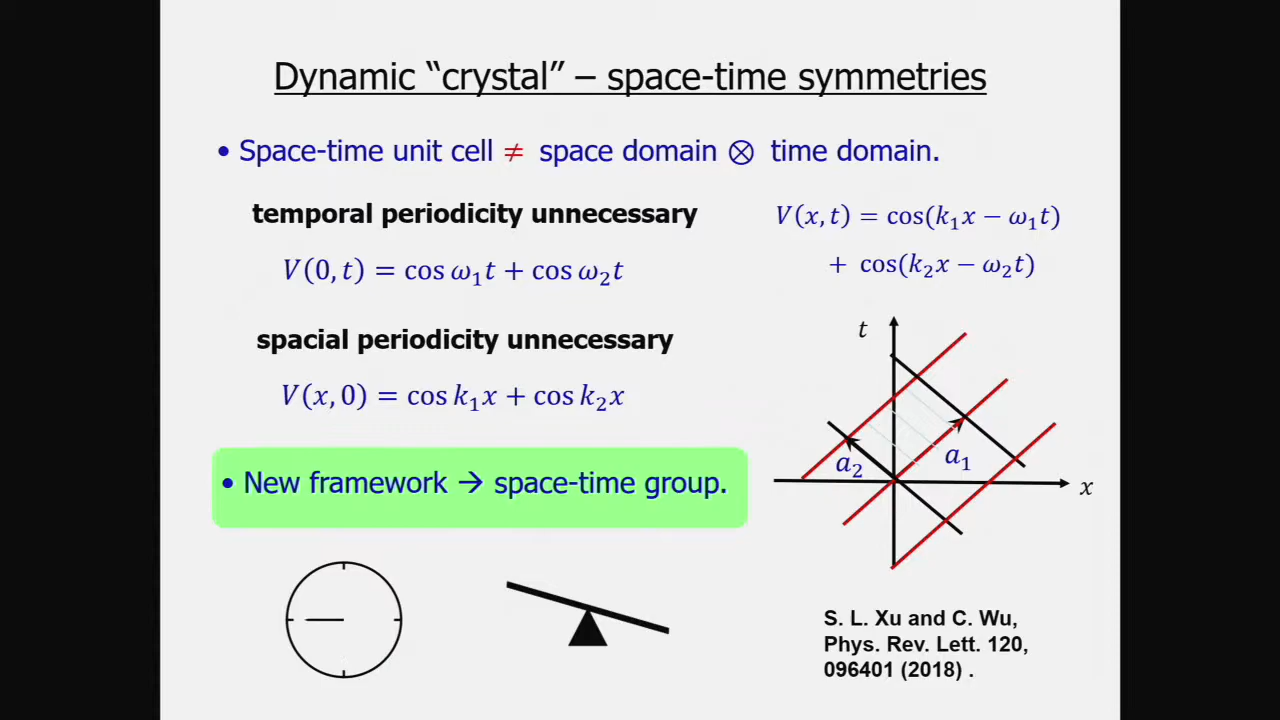 Dynamic “crystal” – space-time symmetries
• Space-time unit cell ≠ space domain ⊗ time domain.
temporal periodicity unnecessary
V(0, t) = cos ω₁t + cos ω₂t
spacial periodicity unnecessary
V(x, 0) = cos k₁x + cos k₂x
• New framework → space-time group.
V(x, t) = cos(k₁x − ω₁t)
+ cos(k₂x − ω₂t)
t
a₂
a₁
x
S. L. Xu and C. Wu,
Phys. Rev. Lett. 120,
096401 (2018) .